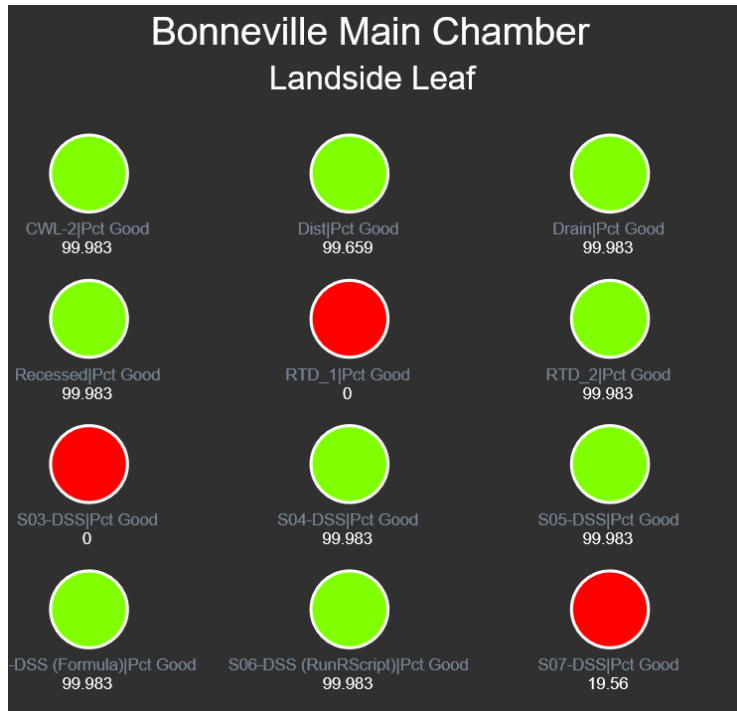 Bonneville Main Chamber
Landside Leaf
CWL-2|Pct Good
99.983
Dist|Pct Good
99.659
Drain|Pct Good
99.983
Recessed|Pct Good
99.983
RTD_1|Pct Good
0
RTD_2|Pct Good
99.983
S03-DSS|Pct Good
0
S04-DSS|Pct Good
99.983
S05-DSS|Pct Good
99.983
-DSS (Formula)|Pct Good
99.983
S06-DSS (RunRScript)|Pct Good
99.983
S07-DSS|Pct Good
19.56